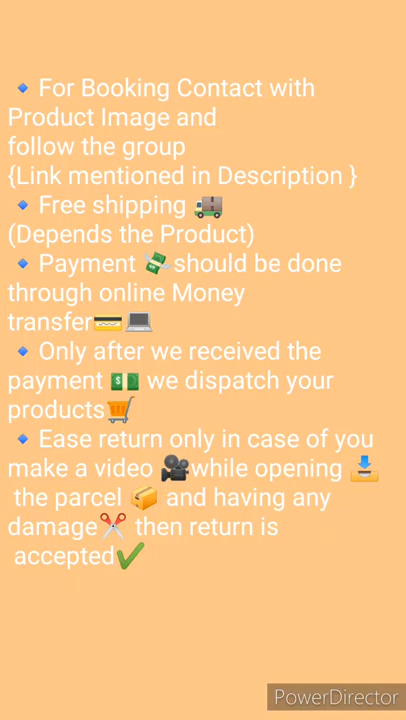 🔹For Booking Contact with
Product Image and
follow the group
{Link mentioned in Description }
🔹Free shipping 🚚
(Depends the Product)
🔹Payment 💸should be done
through online Money
transfer💳💻
🔹Only after we received the
payment 💵 we dispatch your
products🛒
🔹Ease return only in case of you
make a video 🎥while opening 📥
the parcel 📦 and having any
damage✂️ then return is
accepted✔️
PowerDirector